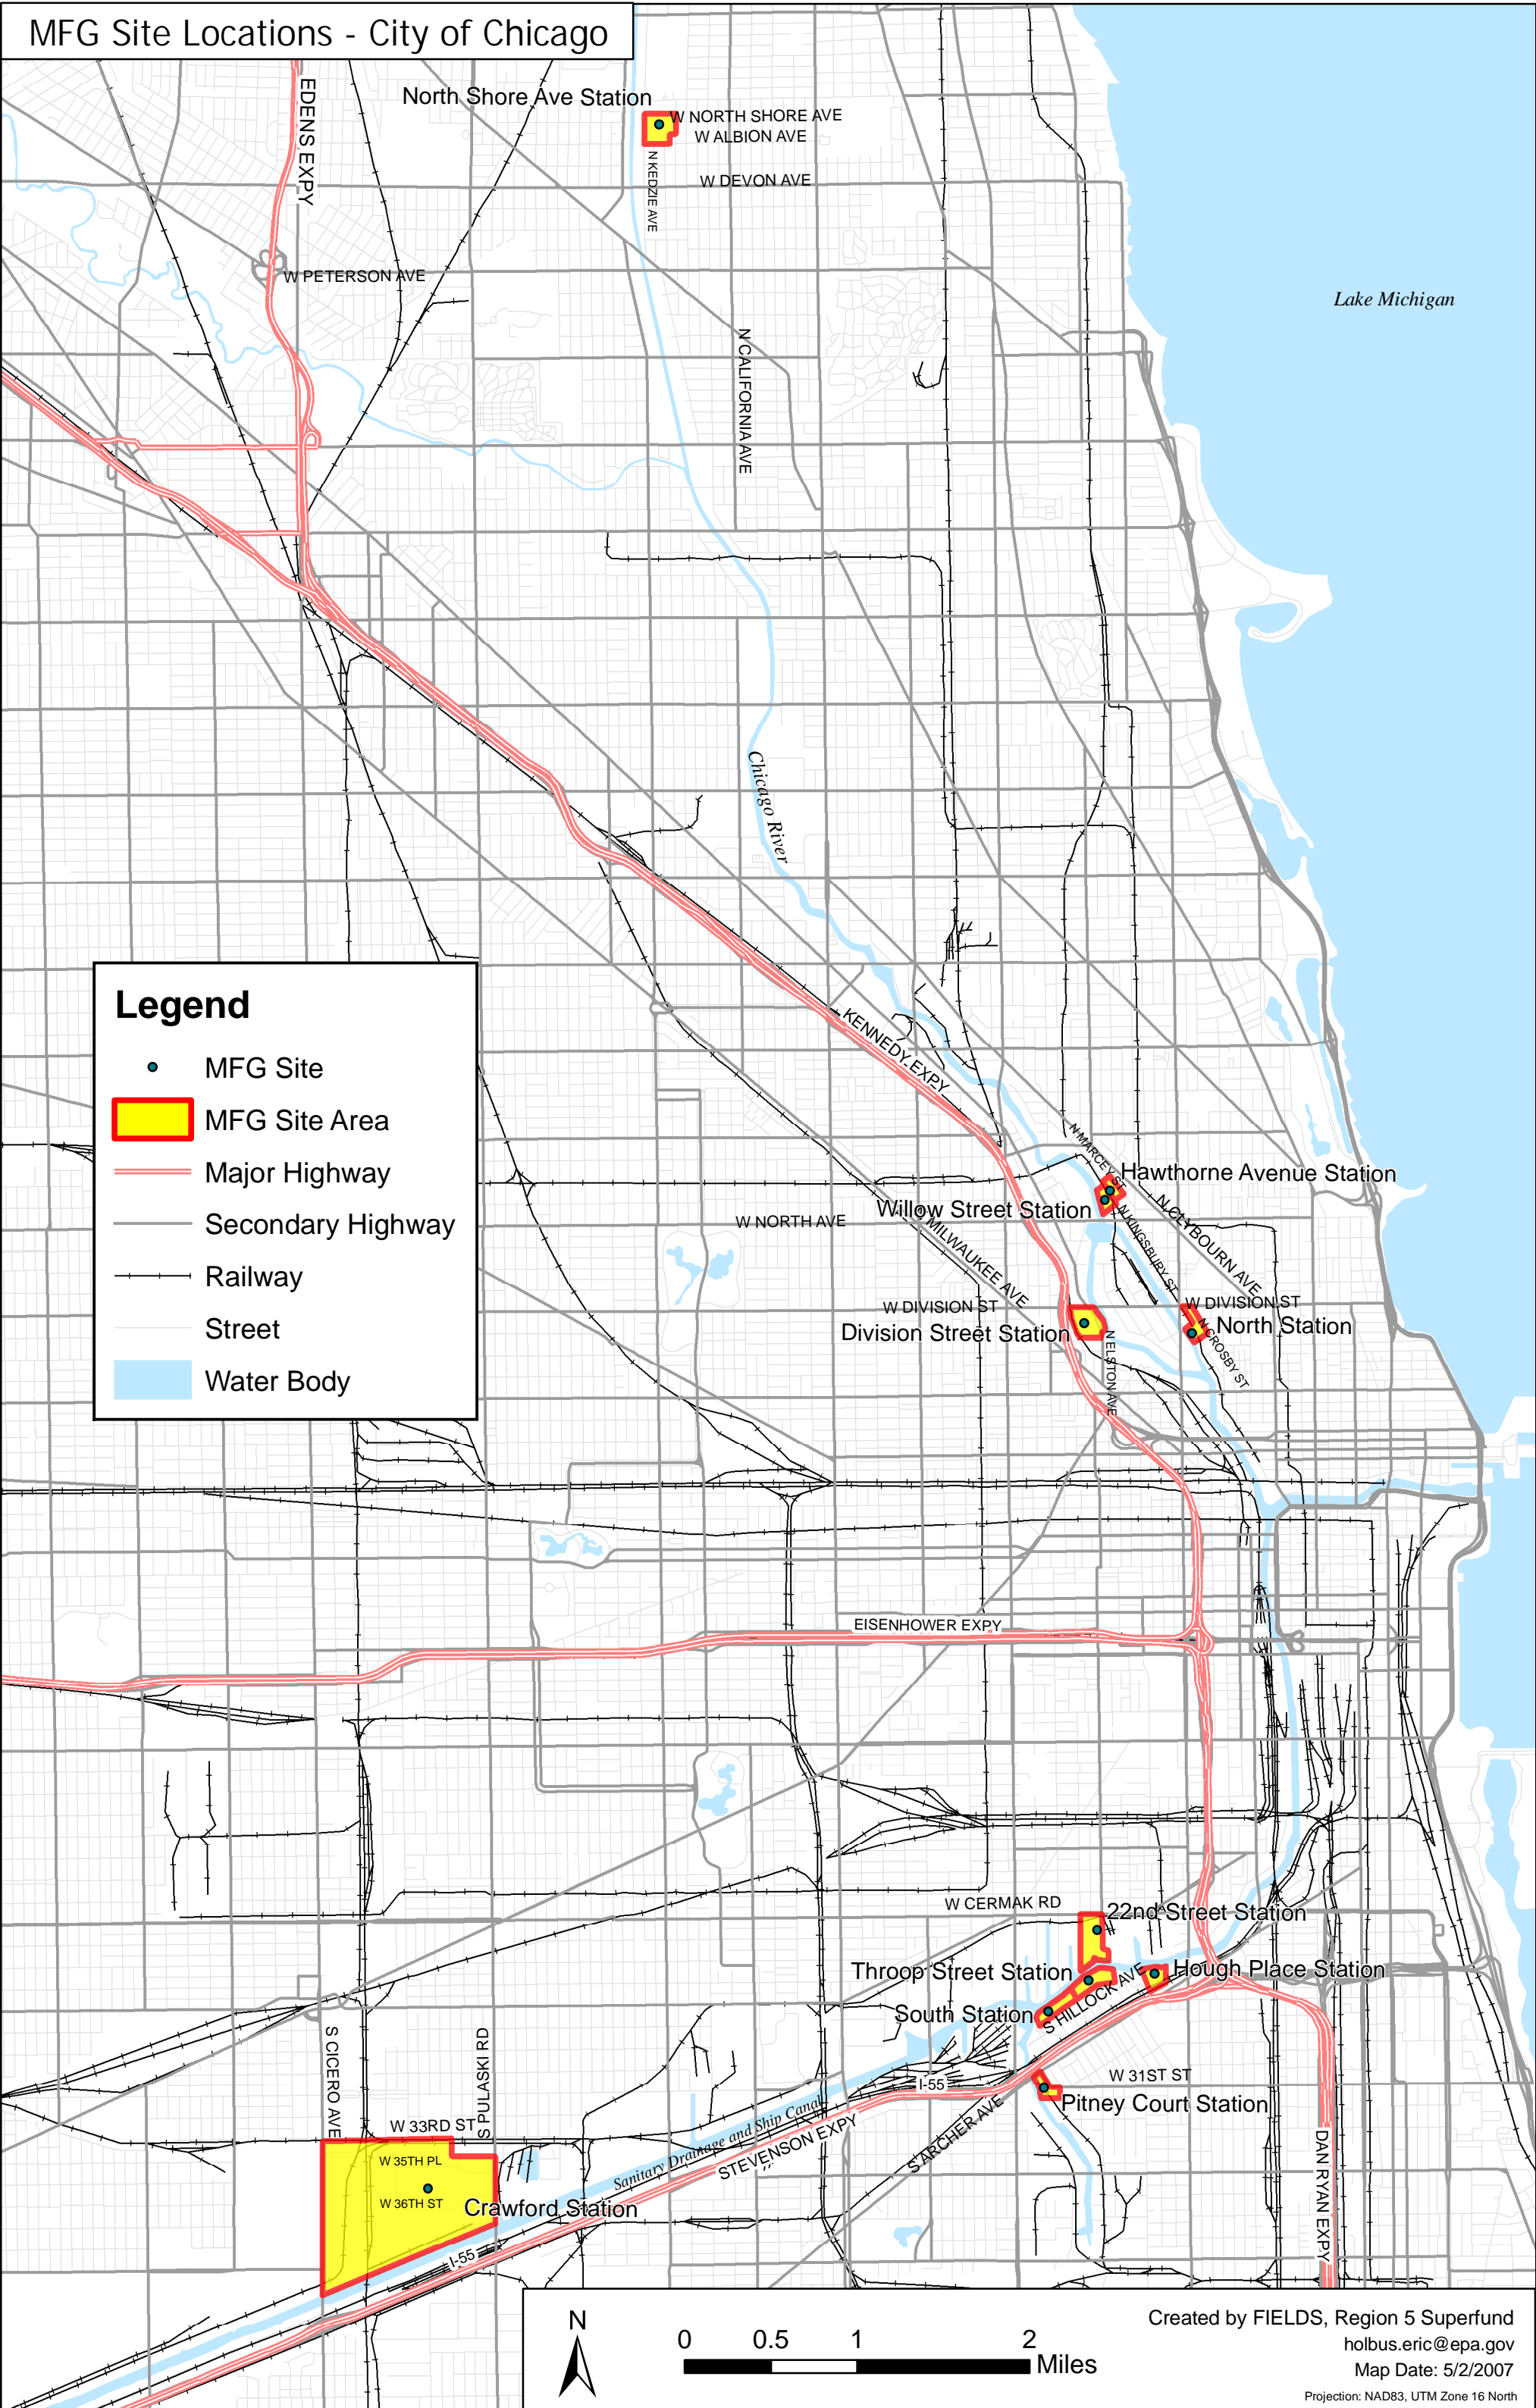 MFG Site Locations - City of Chicago
EDENS EXPY
North Shore Ave Station
W NORTH SHORE AVE
W ALBION AVE
N KEDZIE AVE
W DEVON AVE
W PETERSON AVE
Lake Michigan
N CALIFORNIA AVE
Chicago River
Legend
MFG Site
MFG Site Area
Major Highway
Secondary Highway
Railway
Street
Water Body
KENNEDY EXPY
N MARCEY ST
Hawthorne Avenue Station
Willow Street Station
N KINGSBURY ST
N CLYBOURN AVE
W NORTH AVE
MILWAUKEE AVE
W DIVISION ST
Division Street Station
N ELSTON AVE
W DIVISION ST
North Station
N CROSBY ST
EISENHOWER EXPY
W CERMAK RD
22nd Street Station
Throop Street Station
Hough Place Station
South Station
S HILLOCK AVE
S CICERO AVE
S PULASKI RD
W 31ST ST
I-55
Pitney Court Station
S ARCHER AVE
Sanitary Drainage and Ship Canal
STEVENSON EXPY
DAN RYAN EXPY
W 33RD ST
W 35TH PL
W 36TH ST
Crawford Station
I-55
N
0 0.5 1 2
Miles
Created by FIELDS, Region 5 Superfund
holbus.eric@epa.gov
Map Date: 5/2/2007
Projection: NAD83, UTM Zone 16 North